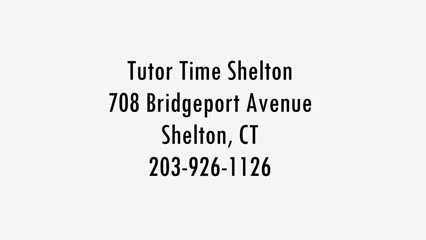 Tutor Time Shelton
708 Bridgeport Avenue
Shelton, CT
203-926-1126